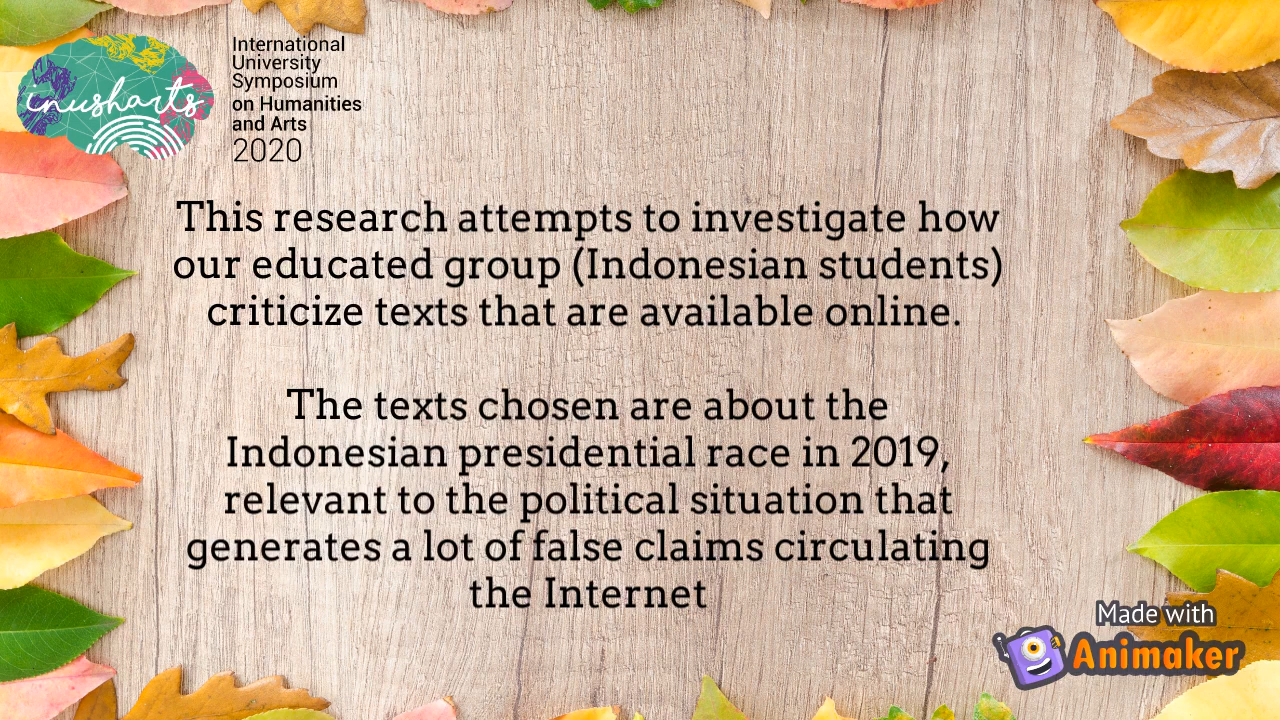 inusharts
International
University
Symposium
on Humanities
and Arts
2020
This research attempts to investigate how
our educated group (Indonesian students)
criticize texts that are available online.
The texts chosen are about the
Indonesian presidential race in 2019,
relevant to the political situation that
generates a lot of false claims circulating
the Internet
Made with
Animaker